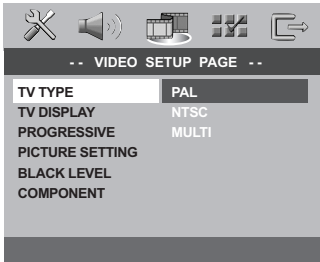 -- VIDEO SETUP PAGE --
TV TYPE PAL
TV DISPLAY NTSC
PROGRESSIVE MULTI
PICTURE SETTING
BLACK LEVEL
COMPONENT